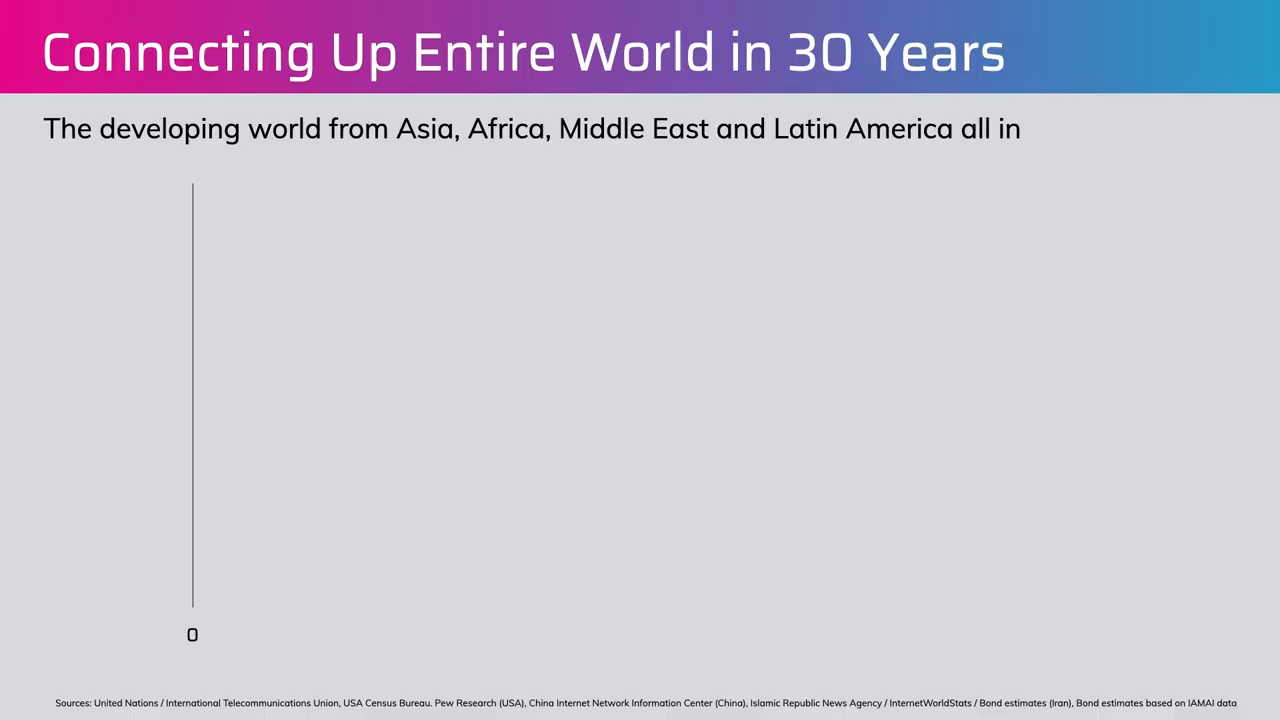 Connecting Up Entire World in 30 Years
The developing world from Asia, Africa, Middle East and Latin America all in
0
Sources: United Nations / International Telecommunications Union, USA Census Bureau. Pew Research (USA), China Internet Network Information Center (China), Islamic Republic News Agency / InternetWorldStats / Bond estimates (Iran), Bond estimates based on IAMAI data